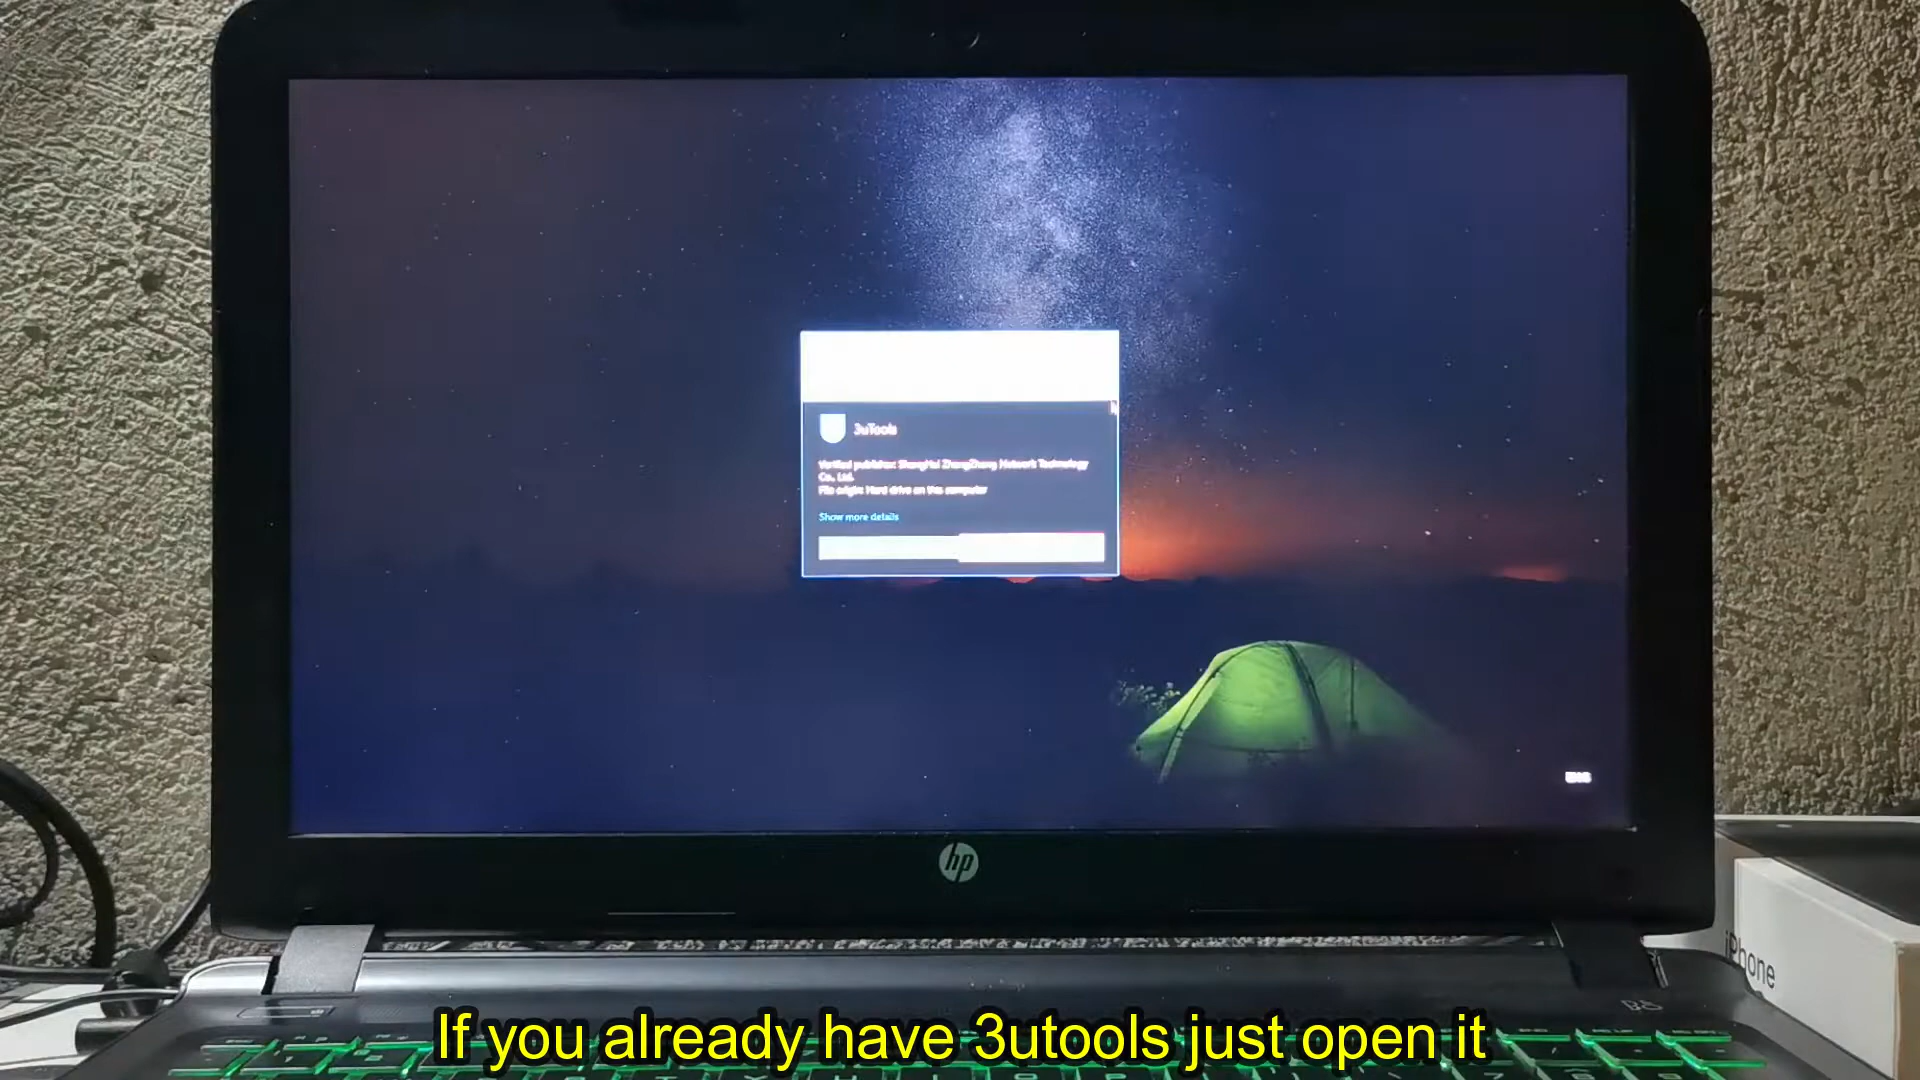 3uTools
Verified publisher: ShangHai ZhangZheng Network Technology
Co., Ltd.
File origin: Hard drive on this computer
Show more details
hp
iPhone
B&O
If you already have 3utools just open it